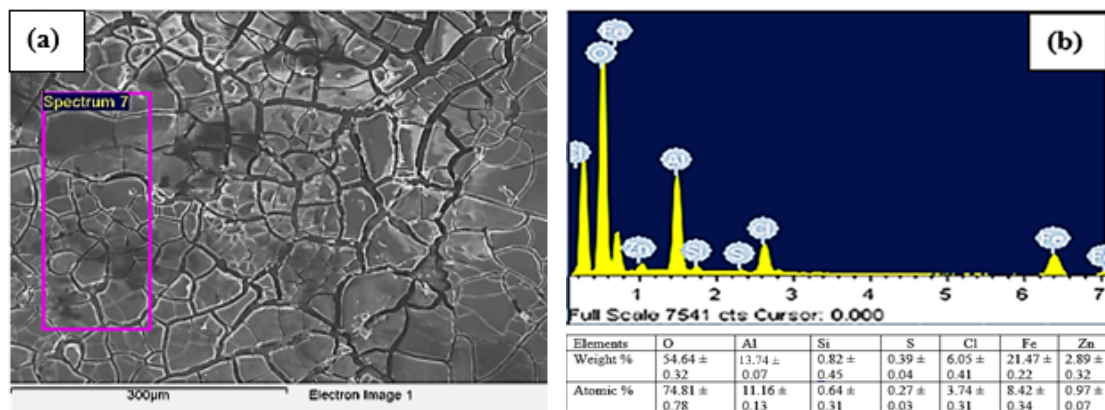 (a)
Spectrum 7
300µm
Electron Image 1
(b)
Fe
O
Al
Cl
Zn
Si
S
Cl
Fe
1 2 3 4 5 6 7
Full Scale 7541 cts Cursor: 0.000
Elements O Al Si S Cl Fe Zn
Weight % 54.64 ± 13.74 ± 0.82 ± 0.39 ± 6.05 ± 21.47 ± 2.89 ±
0.32 0.07 0.45 0.04 0.41 0.22 0.32
Atomic % 74.81 ± 11.16 ± 0.64 ± 0.27 ± 3.74 ± 8.42 ± 0.97 ±
0.78 0.13 0.31 0.03 0.31 0.34 0.07